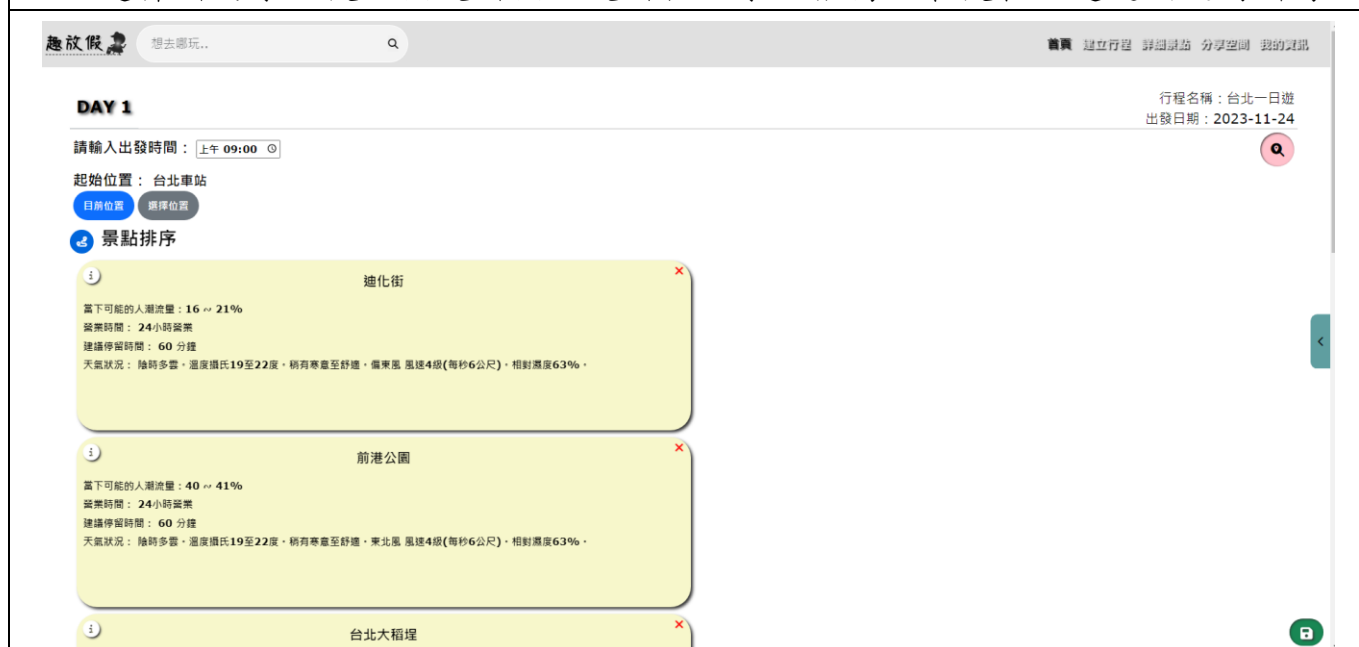 趣放假
想去哪玩..
首頁 建立行程 詳細景點 分享空間 我的資訊
DAY 1
行程名稱：台北一日遊
出發日期：2023-11-24
請輸入出發時間： 上午 09:00
起始位置： 台北車站
目前位置 選擇位置
景點排序
迪化街
當下可能的人潮流量：16 ~ 21%
營業時間： 24小時營業
建議停留時間： 60 分鐘
天氣狀況： 陰時多雲。溫度攝氏19至22度。稍有寒意至舒適。偏東風 風速4級(每秒6公尺)。相對濕度63%。
前港公園
當下可能的人潮流量：40 ~ 41%
營業時間： 24小時營業
建議停留時間： 60 分鐘
天氣狀況： 陰時多雲。溫度攝氏19至22度。稍有寒意至舒適。東北風 風速4級(每秒6公尺)。相對濕度63%。
台北大稻埕